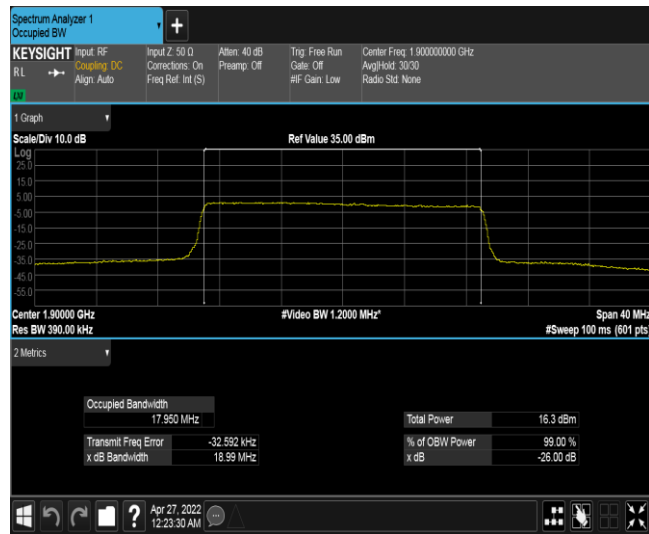 Spectrum Analyzer 1
Occupied BW
+
KEYSIGHT
RL
Input: RF
Coupling: DC
Align: Auto
Input Z: 50 Ω
Corrections: On
Freq Ref: Int (S)
Atten: 40 dB
Preamp: Off
Trig: Free Run
Gate: Off
#IF Gain: Low
Center Freq: 1.900000000 GHz
Avg|Hold: 30/30
Radio Std: None
1 Graph
Scale/Div 10.0 dB
Ref Value 35.00 dBm
Log
25.0
15.0
5.00
-5.00
-15.0
-25.0
-35.0
-45.0
-55.0
Center 1.90000 GHz
#Video BW 1.2000 MHz*
Span 40 MHz
Res BW 390.00 kHz
#Sweep 100 ms (601 pts)
2 Metrics
Occupied Bandwidth
17.950 MHz
Total Power 16.3 dBm
Transmit Freq Error -32.592 kHz
% of OBW Power 99.00 %
x dB Bandwidth 18.99 MHz
x dB -26.00 dB
?
Apr 27, 2022
12:23:30 AM